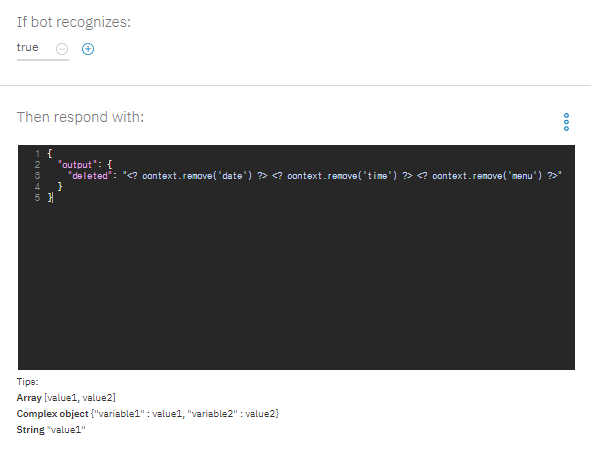 If bot recognizes:
true
Then respond with:
1 {
2 "output": {
3 "deleted": "<? context.remove('date') ?> <? context.remove('time') ?> <? context.remove('menu') ?>"
4 }
5 }
Tips:
Array [value1, value2]
Complex object {"variable1" : value1, "variable2" : value2}
String "value1"